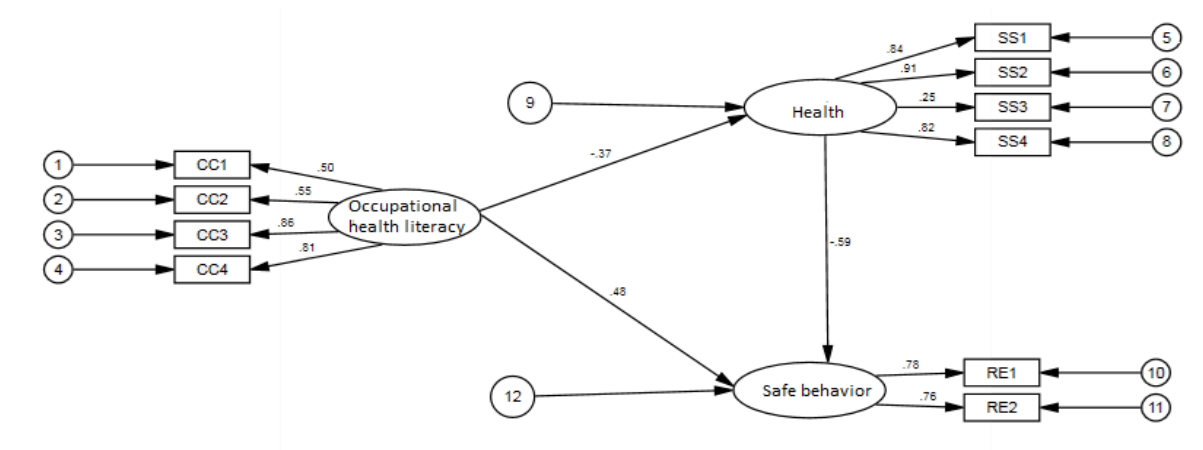 SS1
5
.84
SS2
6
.91
9
Health
.25
SS3
7
.82
SS4
8
-.37
1
CC1
.50
2
CC2
.55
Occupational
health literacy
3
CC3
.86
4
CC4
.81
-.59
.48
.78
RE1
10
12
Safe behavior
.76
RE2
11